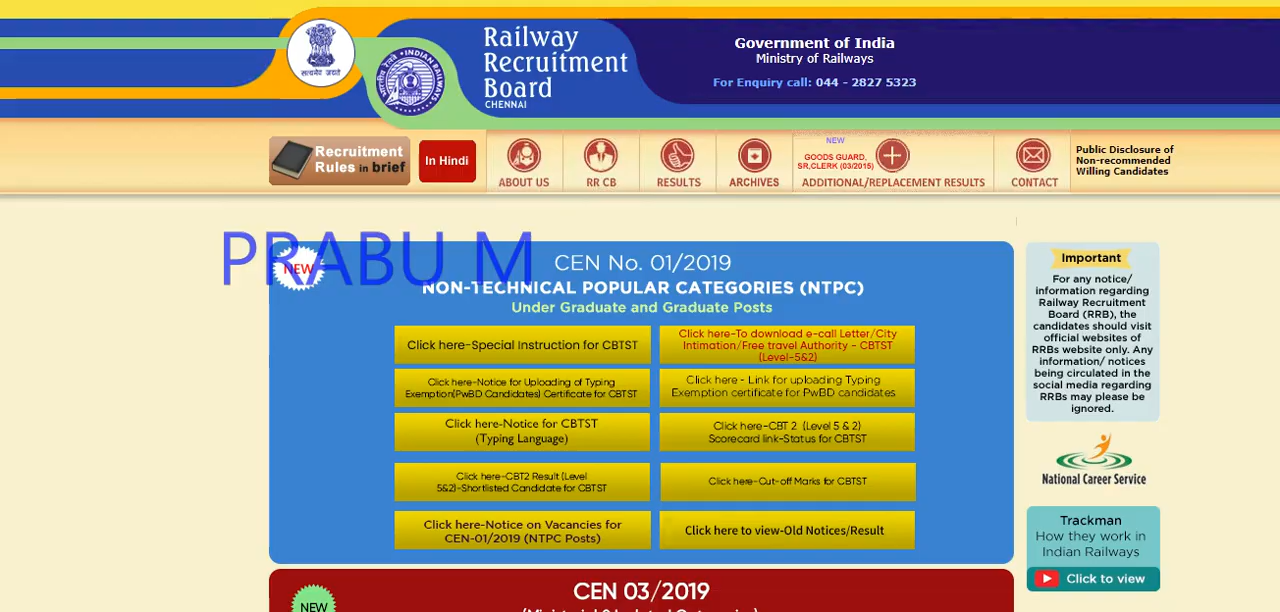 सत्यमेव जयते
INDIAN RAILWAYS
Railway
Recruitment
Board
CHENNAI
Government of India
Ministry of Railways
For Enquiry call: 044 - 2827 5323
Recruitment
Rules in brief
In Hindi
ABOUT US
RR CB
RESULTS
ARCHIVES
NEW
GOODS GUARD,
SR,CLERK (03/2015)
ADDITIONAL/REPLACEMENT RESULTS
CONTACT
Public Disclosure of
Non-recommended
Willing Candidates
PRABU M
NEW
CEN No. 01/2019
NON-TECHNICAL POPULAR CATEGORIES (NTPC)
Under Graduate and Graduate Posts
Click here-Special Instruction for CBTST
Click here-To download e-call Letter/City
Intimation/Free travel Authority - CBTST
(Level-5&2)
Click here-Notice for Uploading of Typing
Exemption(PwBD Candidates) Certificate for CBTST
Click here - Link for uploading Typing
Exemption certificate for PwBD candidates
Click here-Notice for CBTST
(Typing Language)
Click here-CBT 2 (Level 5 & 2)
Scorecard link-Status for CBTST
Click here-CBT2 Result (Level
5&2)-Shortlisted Candidate for CBTST
Click here-Cut-off Marks for CBTST
Click here-Notice on Vacancies for
CEN-01/2019 (NTPC Posts)
Click here to view-Old Notices/Result
Important
For any notice/
information regarding
Railway Recruitment
Board (RRB), the
candidates should visit
official websites of
RRBs website only. Any
information/ notices
being circulated in the
social media regarding
RRBs may please be
ignored.
National Career Service
Trackman
How they work in
Indian Railways
Click to view
NEW
CEN 03/2019